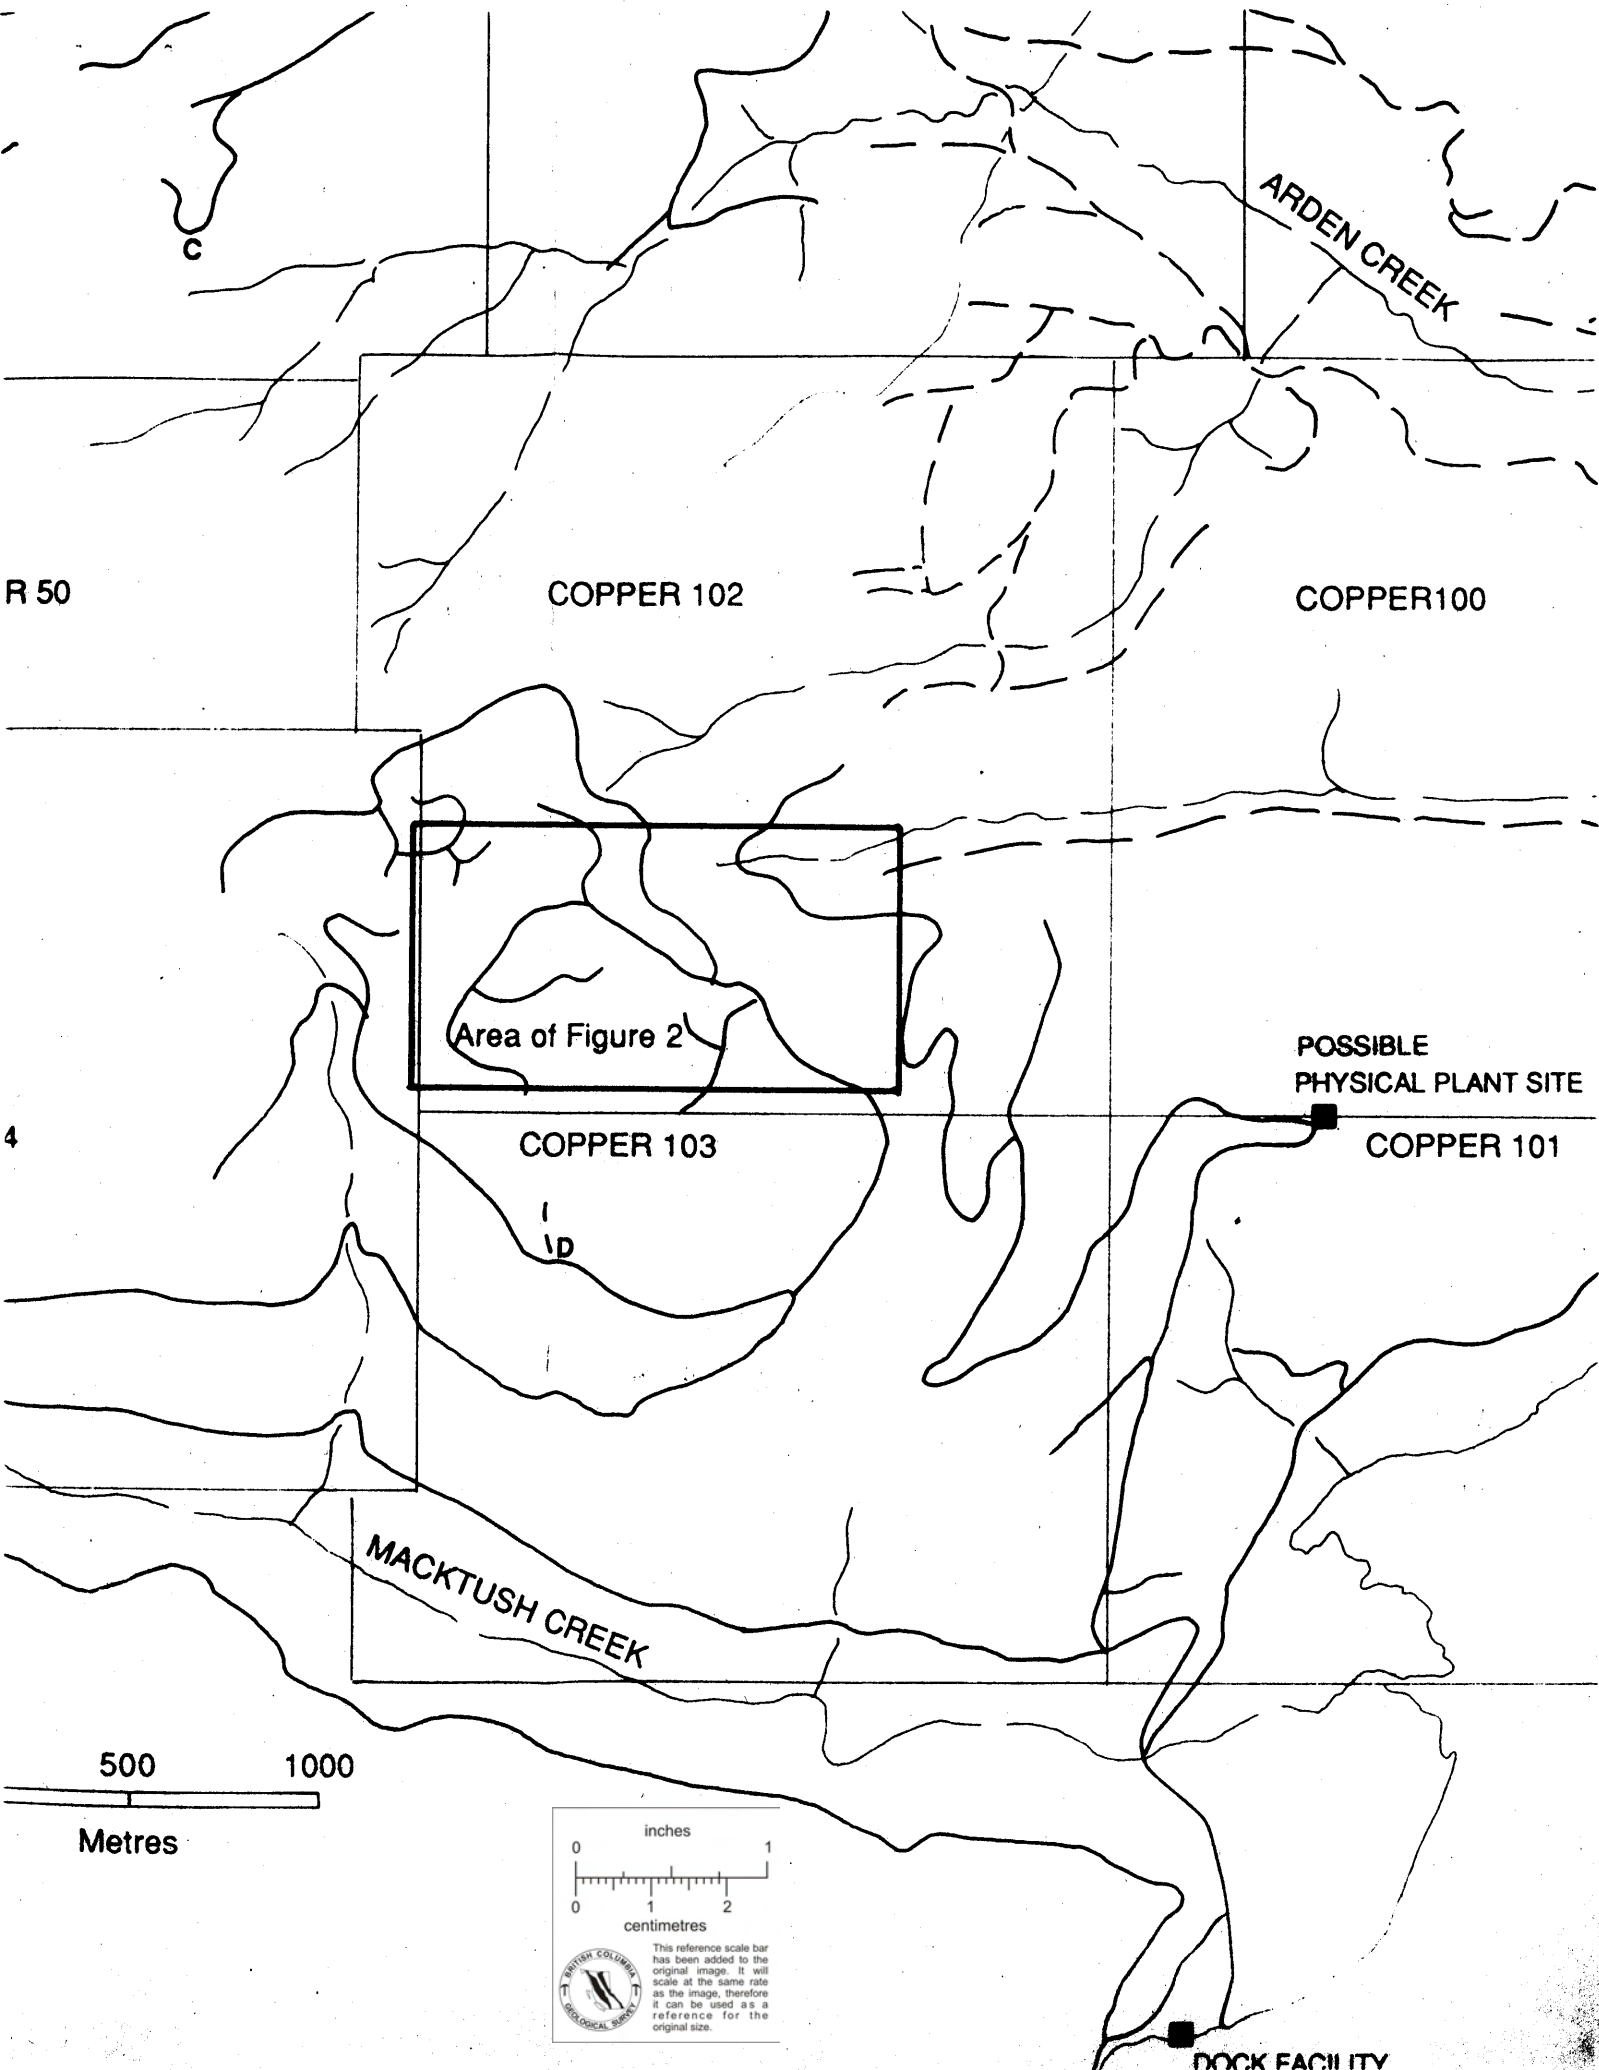 C
ARDEN CREEK
R 50
COPPER 102
COPPER100
Area of Figure 2
POSSIBLE
PHYSICAL PLANT SITE
4
COPPER 103
COPPER 101
D
MACKTUSH CREEK
500 1000
Metres
inches
0 1
0 1 2
centimetres
This reference scale bar
has been added to the
original image. It will
scale at the same rate
as the image, therefore
it can be used as a
reference for the
original size.
BRITISH COLUMBIA
GEOLOGICAL SURVEY
DOCK FACILITY